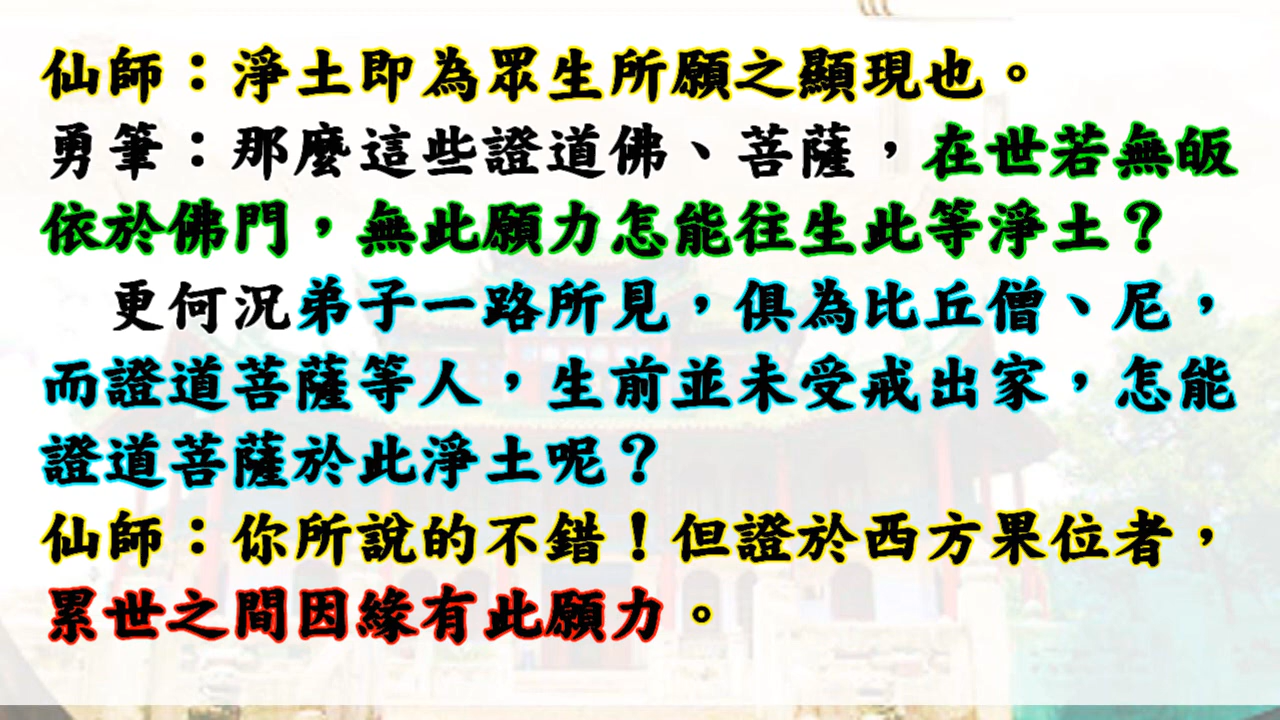 仙師：淨土即為眾生所願之顯現也。
勇筆：那麼這些證道佛、菩薩，在世若無皈
依於佛門，無此願力怎能往生此等淨土？
更何況弟子一路所見，俱為比丘僧、尼，
而證道菩薩等人，生前並未受戒出家，怎能
證道菩薩於此淨土呢？
仙師：你所說的不錯！但證於西方果位者，
累世之間因緣有此願力。